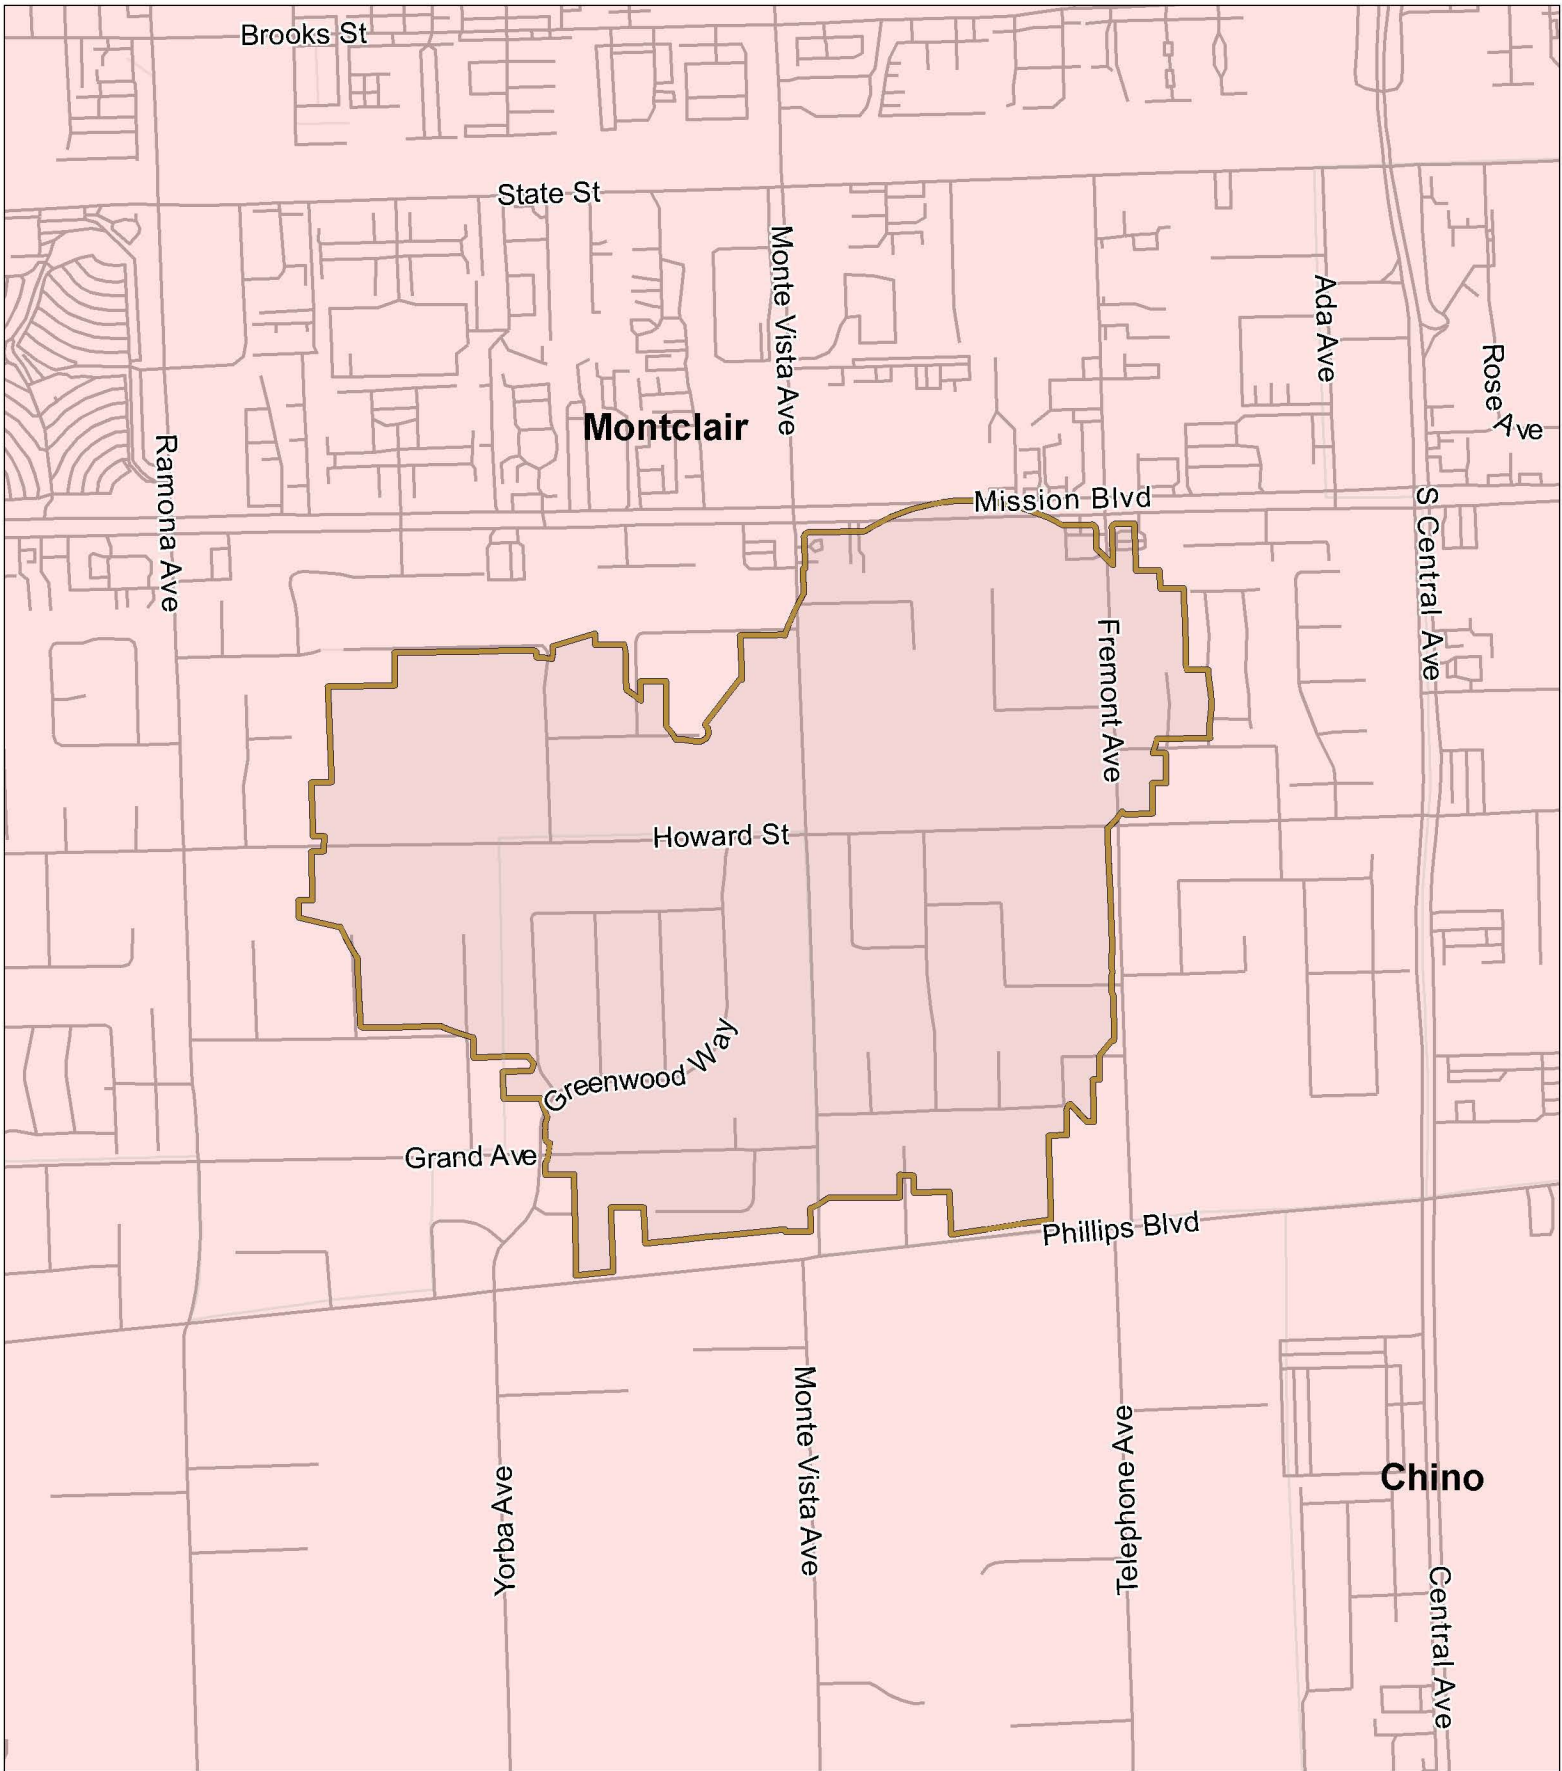 Brooks St
State St
Monte Vista Ave
Ada Ave
Rose Ave
Montclair
Ramona Ave
Mission Blvd
S Central Ave
Fremont Ave
Howard St
Greenwood Way
Grand Ave
Phillips Blvd
Monte Vista Ave
Telephone Ave
Yorba Ave
Chino
Central Ave